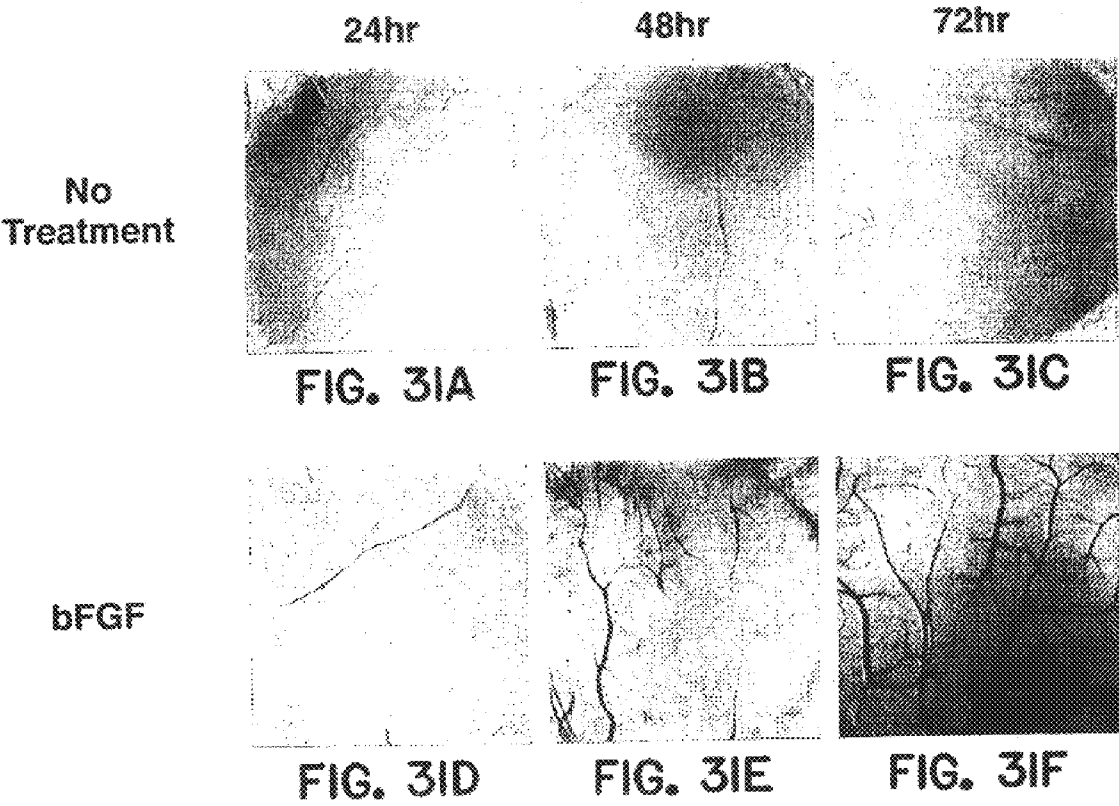 24hr
48hr
72hr
No
Treatment
FIG. 31A
FIG. 31B
FIG. 31C
bFGF
FIG. 31D
FIG. 31E
FIG. 31F